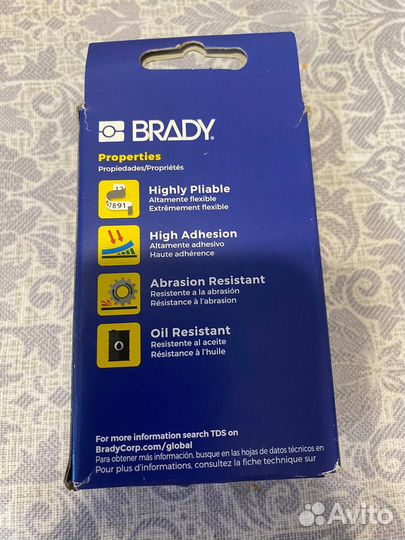 BRADY.
Properties
Propiedades/Propriétés
Highly Pliable
Altamente flexible
Extrêmement flexible
High Adhesion
Altamente adhesivo
Haute adhérence
Abrasion Resistant
Resistente a la abrasión
Résistance à l'abrasion
Oil Resistant
Resistente al aceite
Résistance à l'huile
For more information search TDS on
BradyCorp.com/global
Para obtener más información, busque en las hojas de datos técnicos en
Pour plus d'informations, consultez la fiche technique sur
Avito